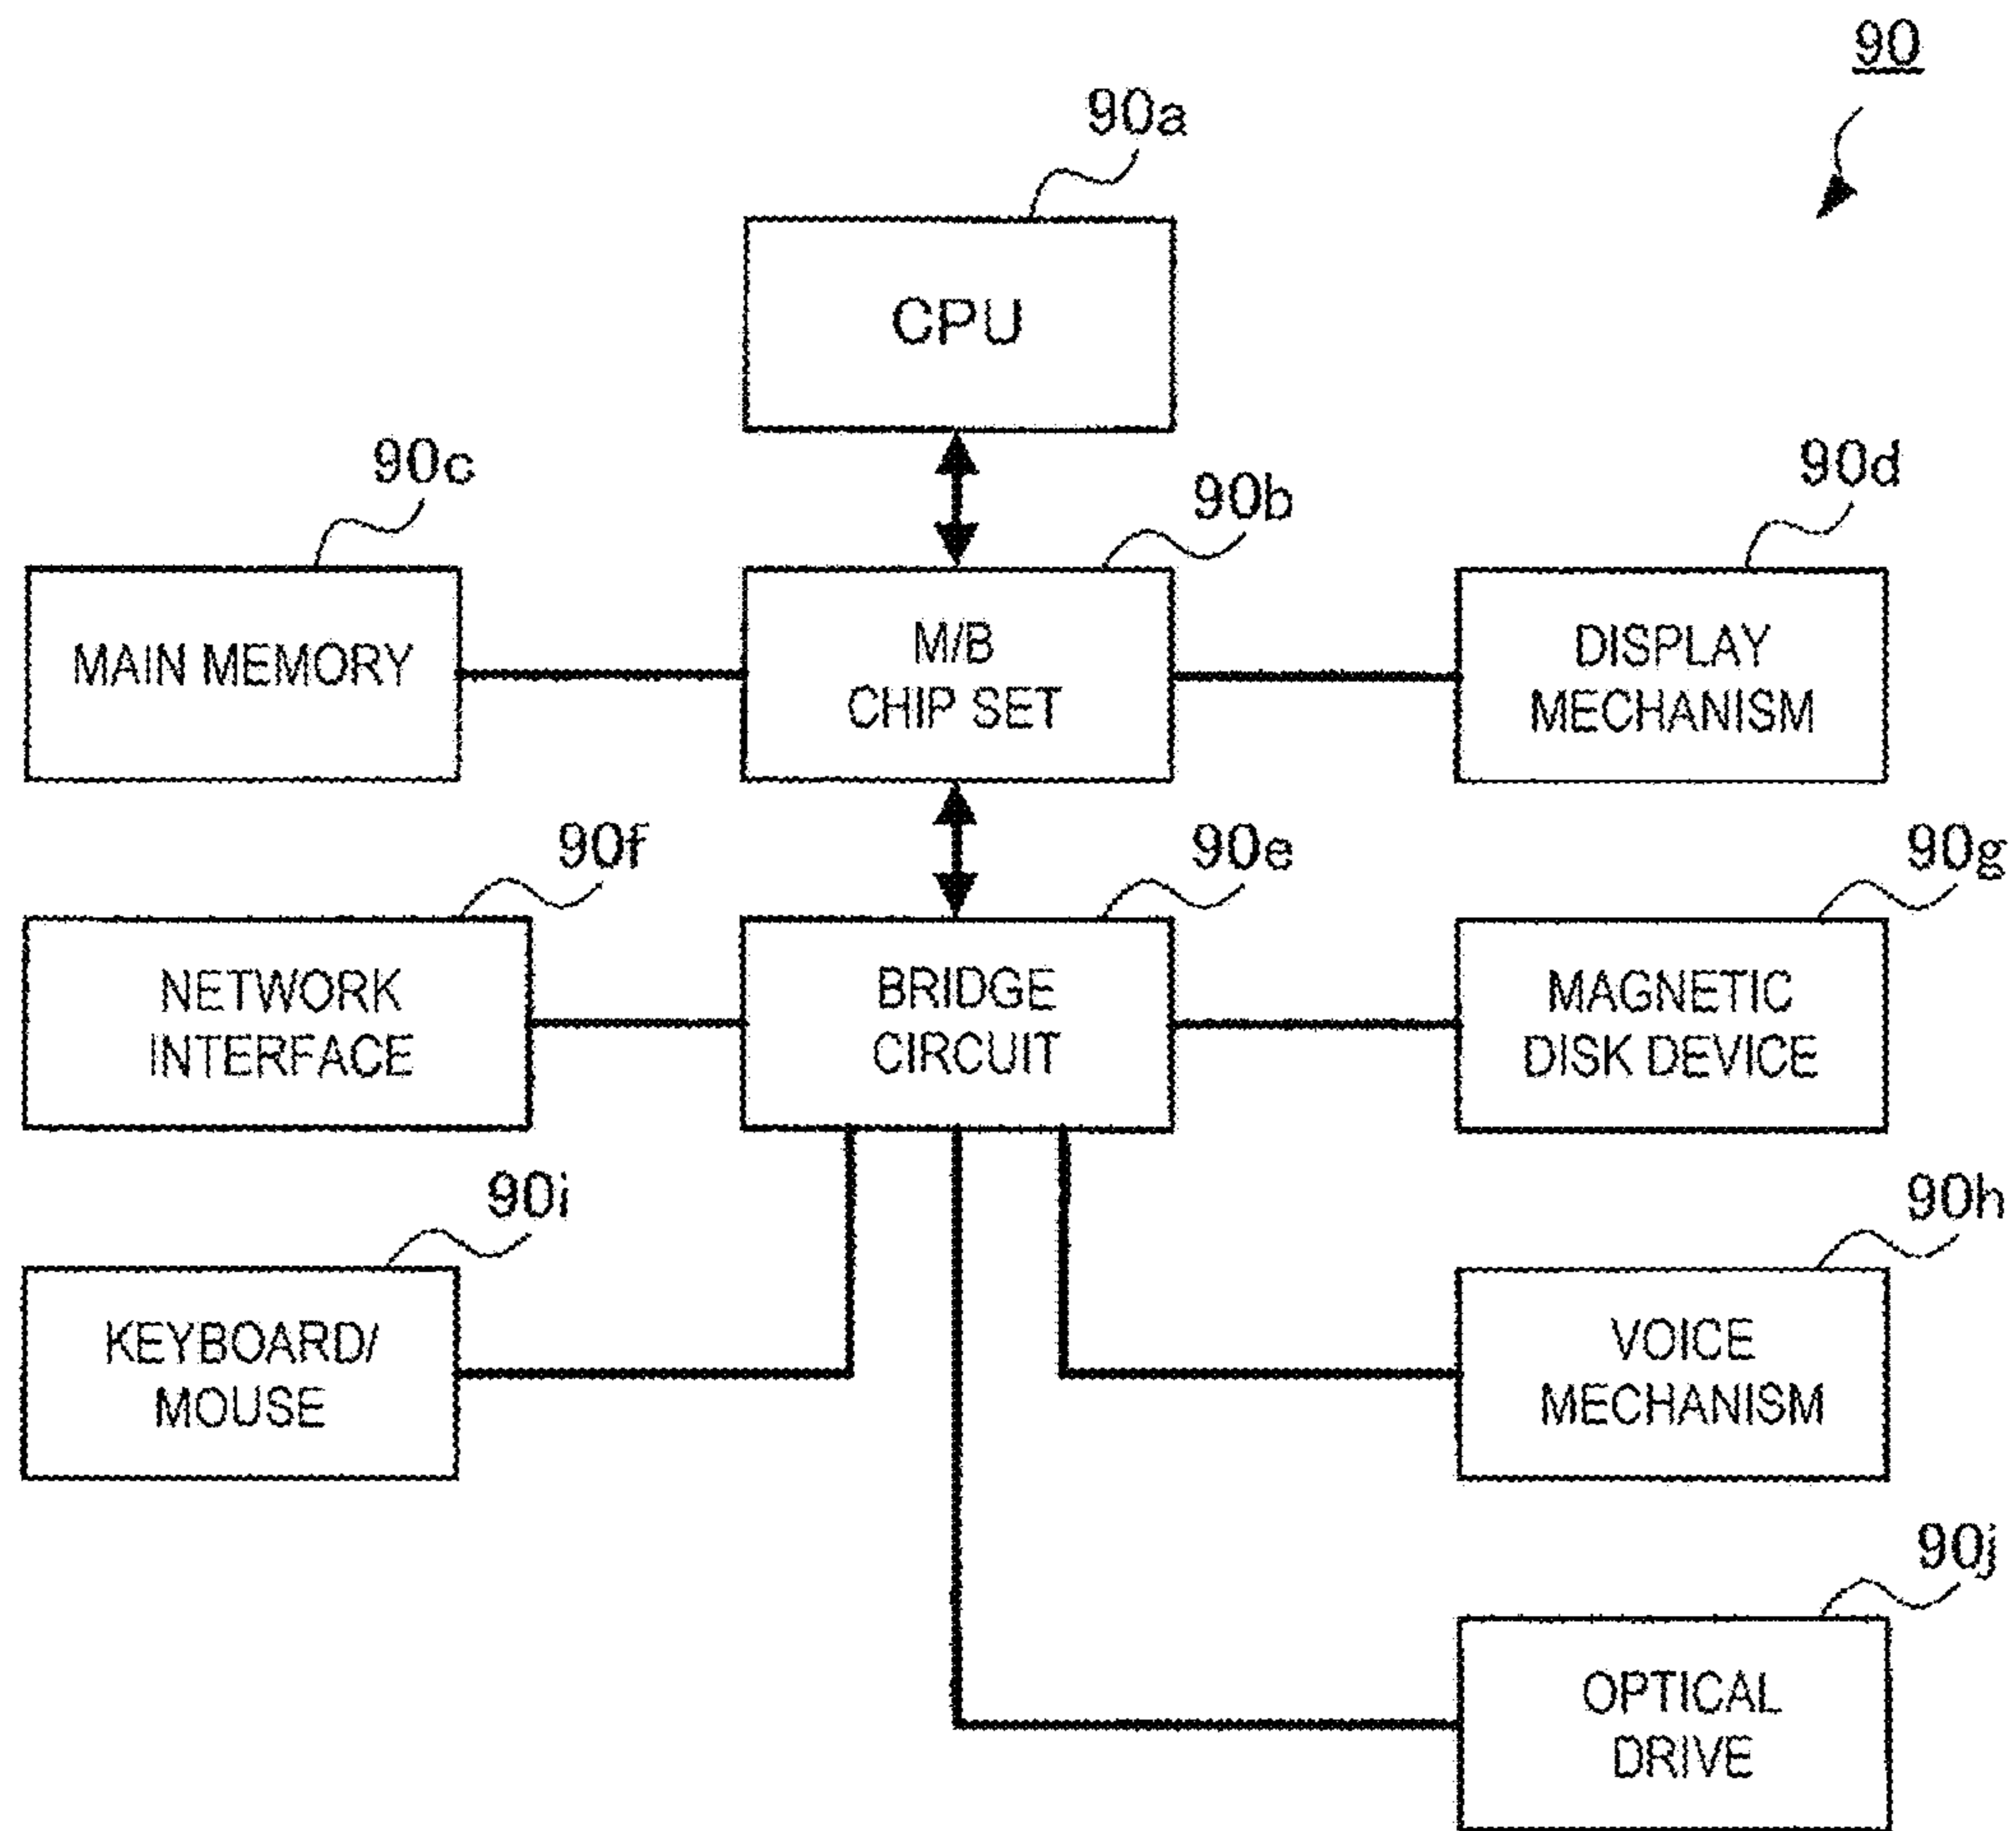 90
90a
CPU
90c
90b
90d
MAIN MEMORY
M/B
CHIP SET
DISPLAY
MECHANISM
90f
90e
90g
NETWORK
INTERFACE
BRIDGE
CIRCUIT
MAGNETIC
DISK DEVICE
90i
90h
KEYBOARD/
MOUSE
VOICE
MECHANISM
90j
OPTICAL
DRIVE